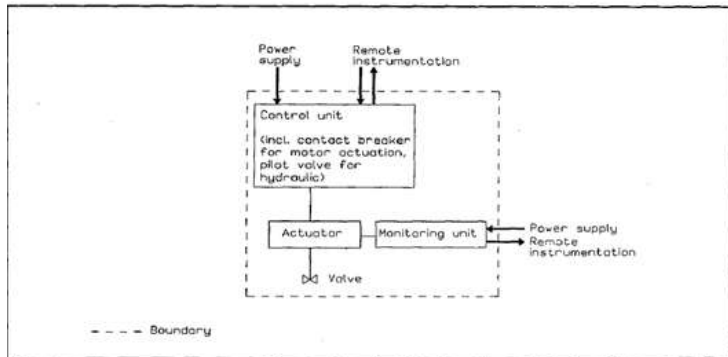 Power
supply
Remote
instrumentation
Control unit
(incl. contact breaker
for motor actuation,
pilot valve for
hydraulic)
Actuator
Monitoring unit
Power supply
Remote
instrumentation
Valve
Boundary